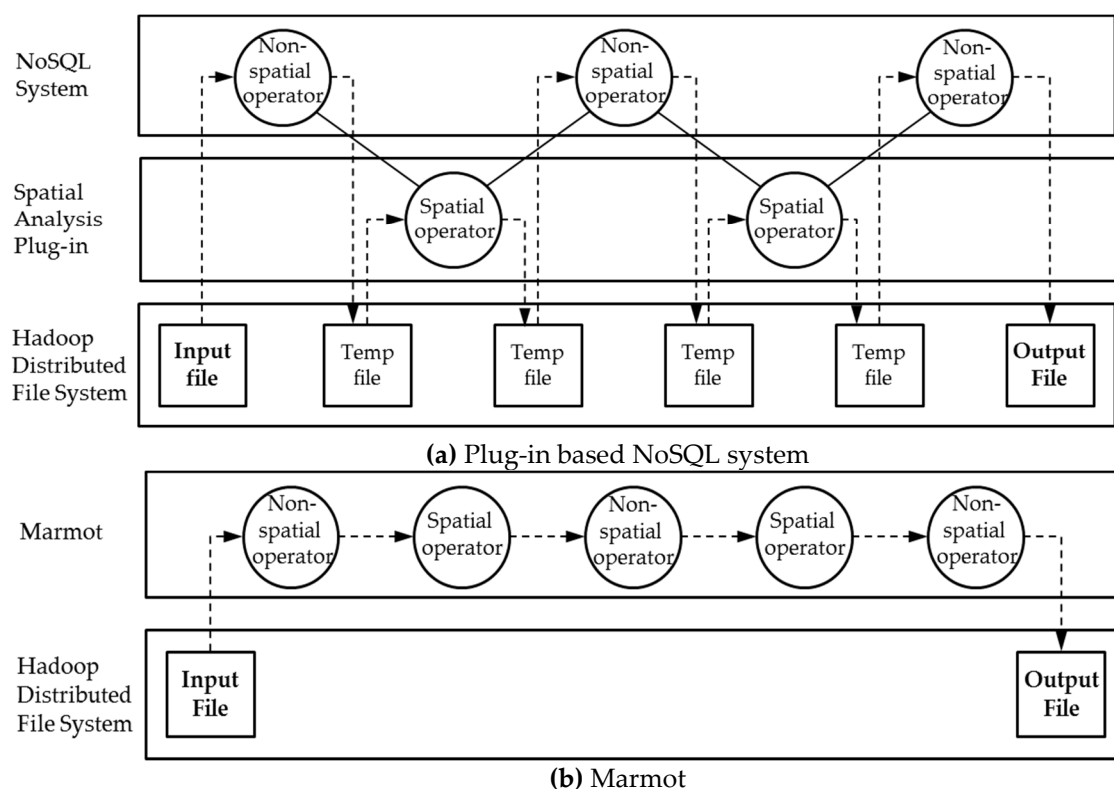 NoSQL
System
Non-
spatial
operator
Non-
spatial
operator
Non-
spatial
operator
Spatial
Analysis
Plug-in
Spatial
operator
Spatial
operator
Hadoop
Distributed
File System
Input
file
Temp
file
Temp
file
Temp
file
Temp
file
Output
File
(a) Plug-in based NoSQL system
Marmot
Non-
spatial
operator
Spatial
operator
Non-
spatial
operator
Spatial
operator
Non-
spatial
operator
Hadoop
Distributed
File System
Input
File
Output
File
(b) Marmot